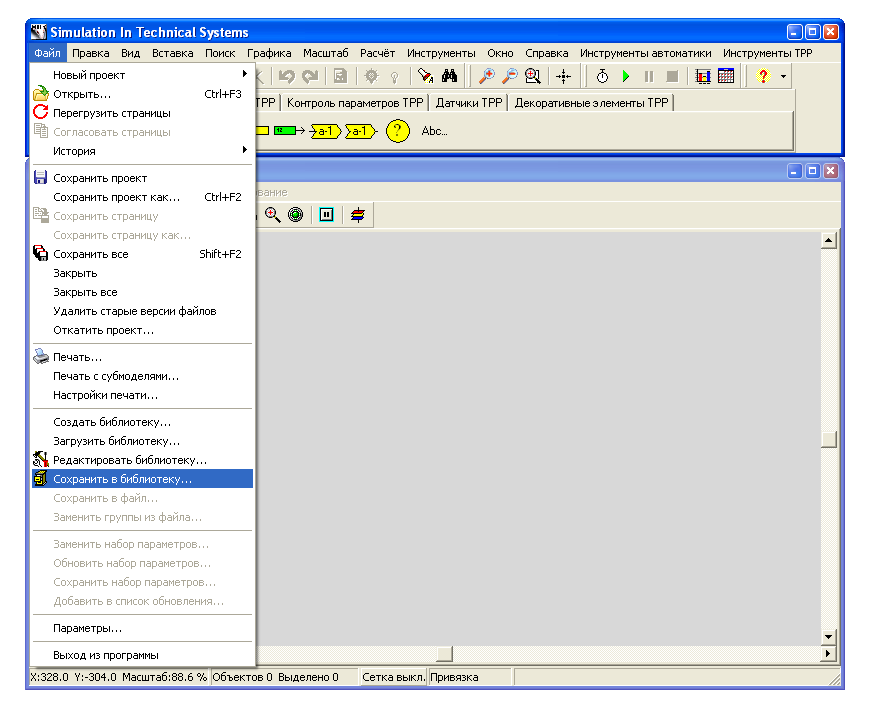 Simulation In Technical Systems
Файл Правка Вид Вставка Поиск Графика Масштаб Расчёт Инструменты Окно Справка Инструменты автоматики Инструменты ТРР
Новый проект
Открыть... Ctrl+F3
Перегрузить страницы
Согласовать страницы
История
Сохранить проект
Сохранить проект как... Ctrl+F2
Сохранить страницу
Сохранить страницу как...
Сохранить все Shift+F2
Закрыть
Закрыть все
Удалить старые версии файлов
Откатить проект...
Печать...
Печать с субмоделями...
Настройки печати...
Создать библиотеку...
Загрузить библиотеку...
Редактировать библиотеку...
Сохранить в библиотеку...
Сохранить в файл...
Заменить группы из файла...
Заменить набор параметров...
Обновить набор параметров...
Сохранить набор параметров...
Добавить в список обновления...
Параметры...
Выход из программы
ТРР Контроль параметров ТРР Датчики ТРР Декоративные элементы ТРР
a-1 a-1 ? Abc...
вание
X:328.0 Y:-304.0 Масштаб:88.6 % Объектов 0 Выделено 0 Сетка выкл. Привязка